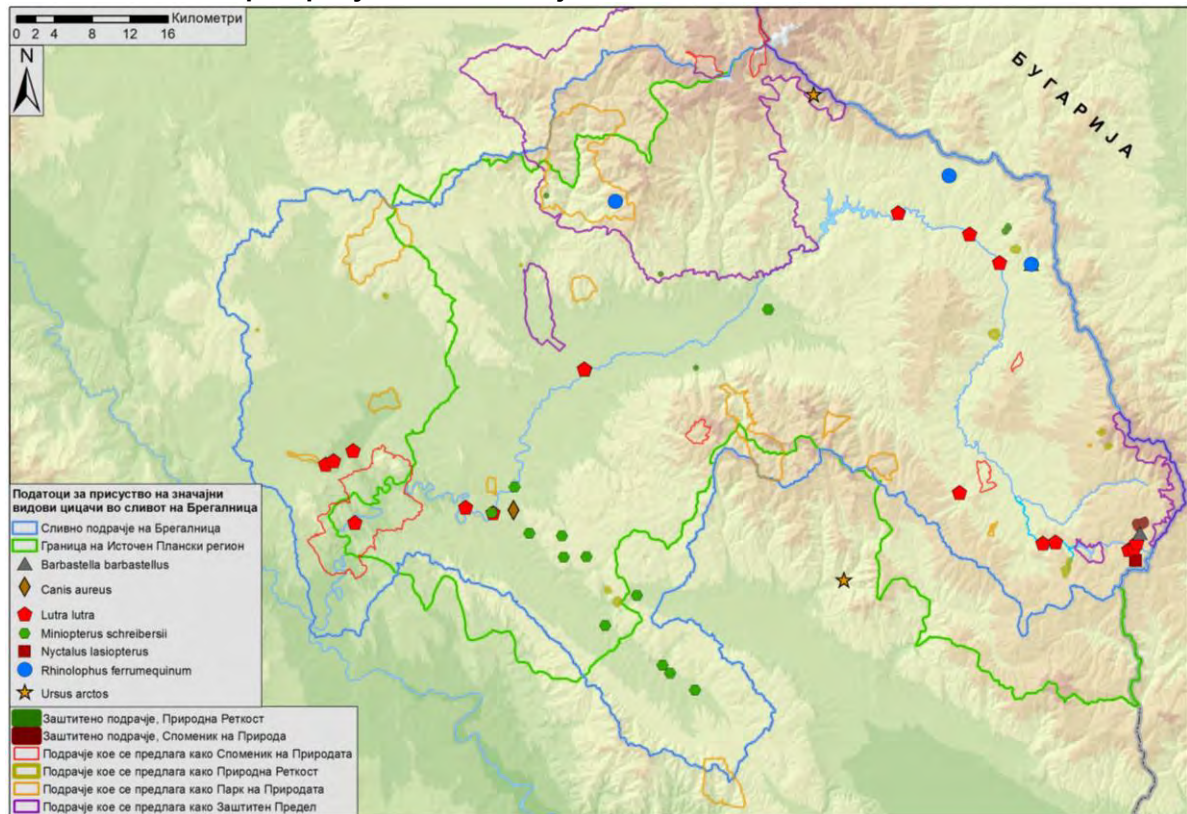 Километри
0 2 4 8 12 16
N
БУГАРИЈА
Податоци за присуство на значајни
видови цицачи во сливот на Брегалница
Сливно подрачје на Брегалница
Граница на Источен Плански регион
Barbastella barbastellus
Canis aureus
Lutra lutra
Miniopterus schreibersii
Nyctalus lasiopterus
Rhinolophus ferrumequinum
Ursus arctos
Заштитено подрачје, Природна Реткост
Заштитено подрачје, Споменик на Природа
Подрачје кое се предлага како Споменик на Природата
Подрачје кое се предлага како Природна Реткост
Подрачје кое се предлага како Парк на Природата
Подрачје кое се предлага како Заштитен Предел